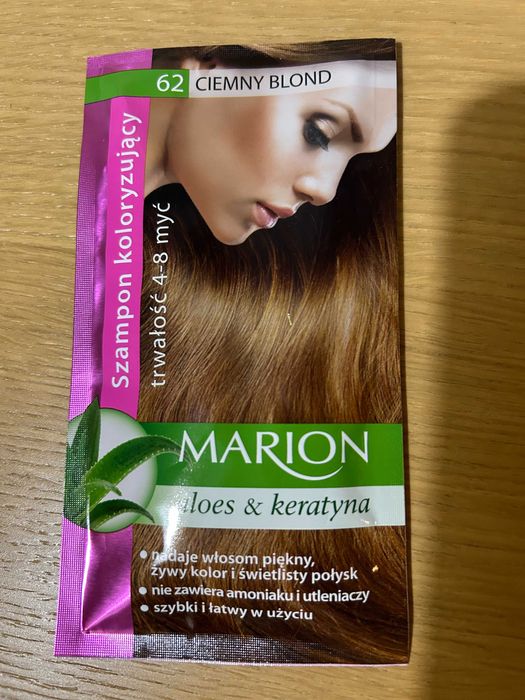 62 CIEMNY BLOND
Szampon koloryzujący
trwałość 4-8 myć
MARION
aloes & keratyna
• nadaje włosom piękny,
żywy kolor i świetlisty połysk
• nie zawiera amoniaku i utleniaczy
• szybki i łatwy w użyciu